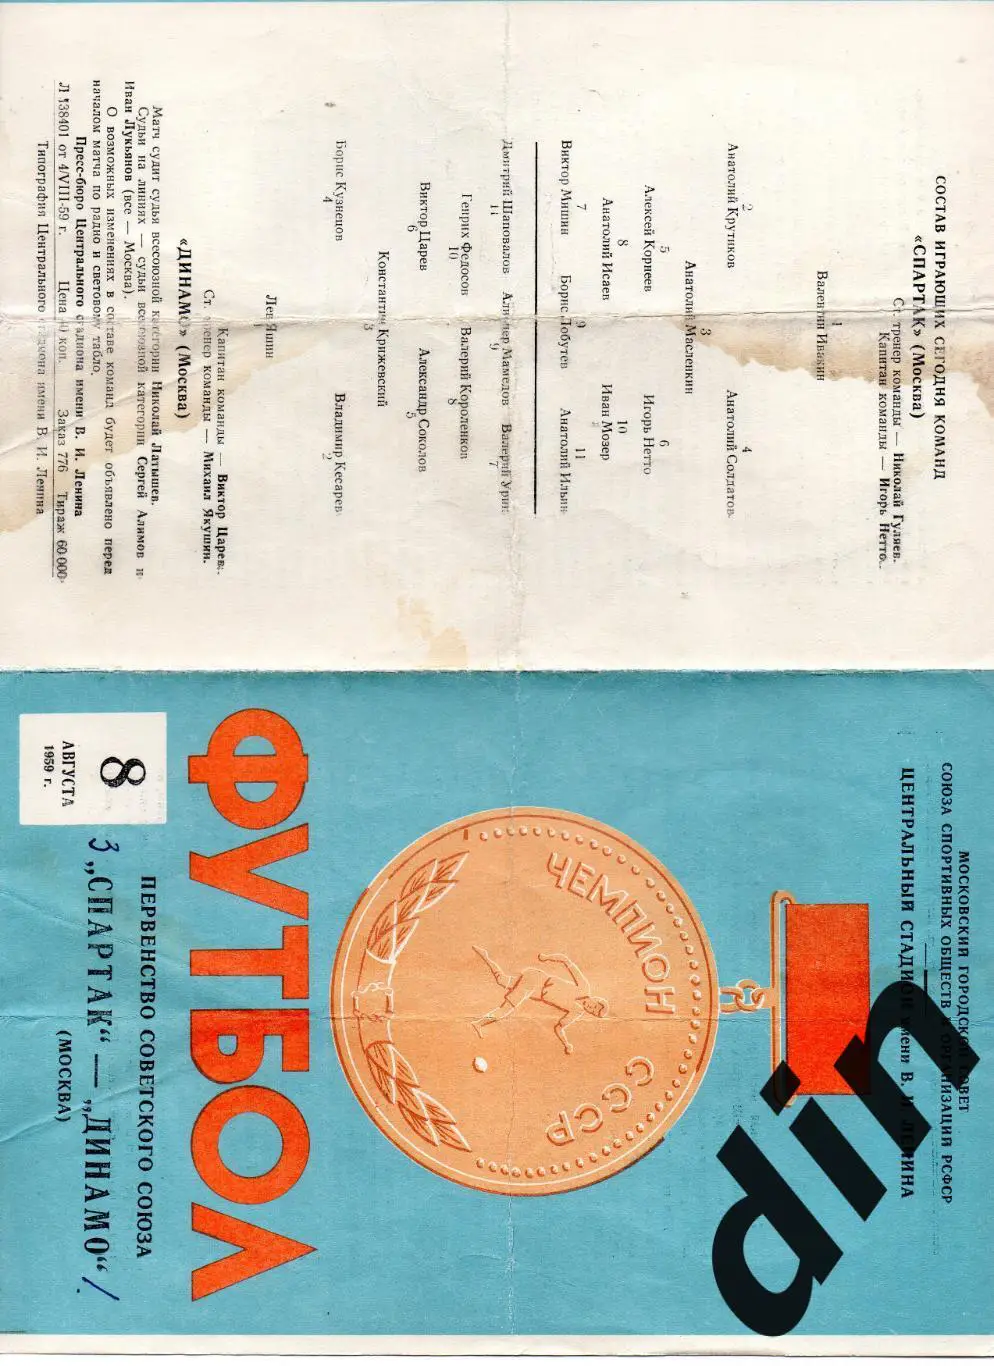 СОСТАВ ИГРАЮЩИХ СЕГОДНЯ КОМАНД
«СПАРТАК» (Москва)
Ст. тренер команды — Николай Гуляев.
Капитан команды — Игорь Нетто.
Валентин Ивакин
1
Анатолий Крутиков Анатолий Солдатов
2 4
Анатолий Масленкин
3
Алексей Корнеев Игорь Нетто
5 6
Анатолий Исаев Иван Мозер
8 10
Виктор Мишин Борис Лобутев Анатолий Ильин
7 9 11
Дмитрий Шаповалов Алекпер Мамедов Валерий Урин
11 9 7
Генрих Федосов Валерий Короленков
10 8
Виктор Царев Александр Соколов
6 5
Константин Крижевский
3
Борис Кузнецов Владимир Кесарев
4 2
Лев Яшин
Капитан команды — Виктор Царев.
Ст. тренер команды — Михаил Якушин.
«ДИНАМО» (Москва)
Матч судит судья всесоюзной категории Николай Латышев.
Судьи на линиях — судьи всесоюзной категории Сергей Алимов и
Иван Лукьянов (все — Москва).
О возможных изменениях в составе команд будет объявлено перед
началом матча по радио и световому табло.
Пресс-бюро Центрального стадиона имени В. И. Ленина
Л 138401 от 4/VIII-59 г. Цена 40 коп. Заказ 776 Тираж 60 000
Типография Центрального стадиона имени В. И. Ленина
МОСКОВСКИЙ ГОРОДСКОЙ СОВЕТ
СОЮЗА СПОРТИВНЫХ ОБЩЕСТВ И ОРГАНИЗАЦИЙ РСФСР
ЦЕНТРАЛЬНЫЙ СТАДИОН имени В. И. ЛЕНИНА
ЧЕМПИОН СССР
ФУТБОЛ
ПЕРВЕНСТВО СОВЕТСКОГО СОЮЗА
8
АВГУСТА
1959 г.
3 „СПАРТАК“ — „ДИНАМО“ 1
(МОСКВА)